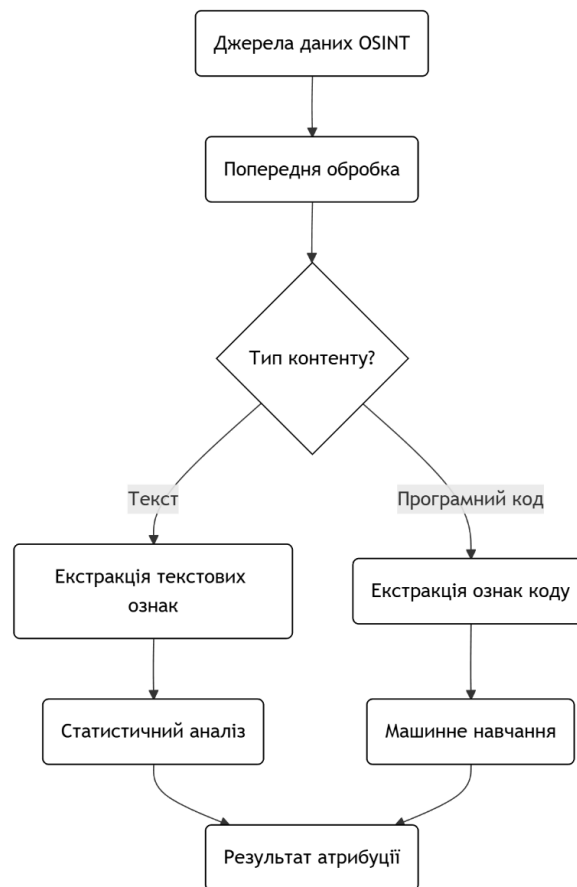 Джерела даних OSINT
Попередня обробка
Тип контенту?
Текст
Програмний код
Екстракція текстових
ознак
Екстракція ознак коду
Статистичний аналіз
Машинне навчання
Результат атрибуції